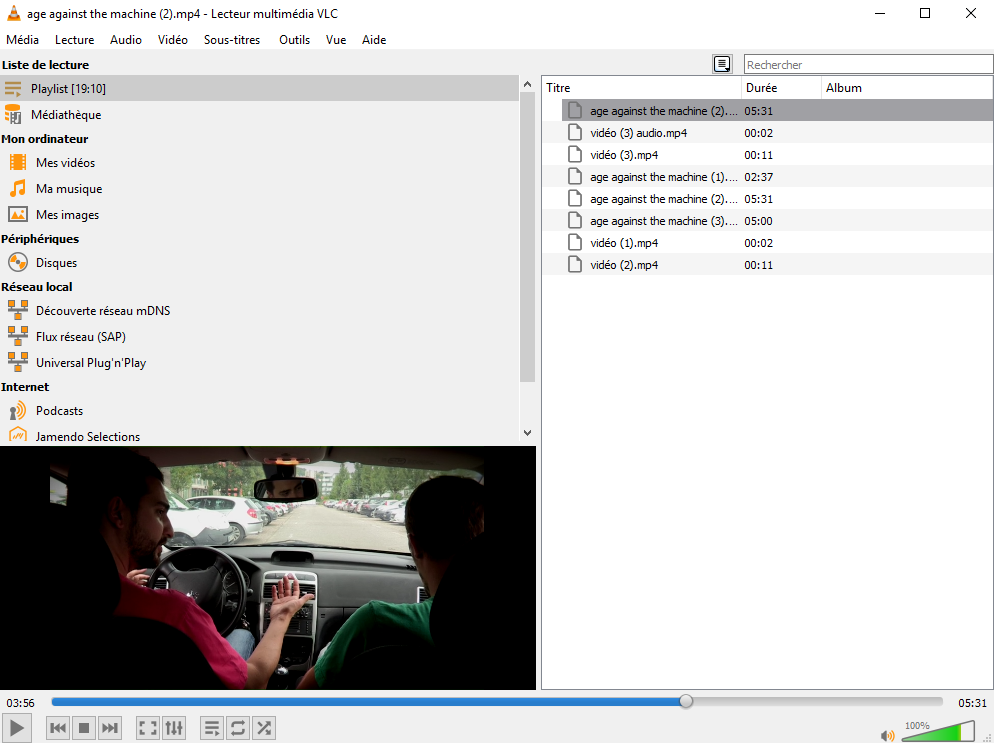 age against the machine (2).mp4 - Lecteur multimédia VLC
Média Lecture Audio Vidéo Sous-titres Outils Vue Aide
Liste de lecture
Playlist [19:10]
Médiathèque
Mon ordinateur
Mes vidéos
Ma musique
Mes images
Périphériques
Disques
Réseau local
Découverte réseau mDNS
Flux réseau (SAP)
Universal Plug'n'Play
Internet
Podcasts
Jamendo Selections
Rechercher
Titre Durée Album
age against the machine (2).... 05:31
vidéo (3) audio.mp4 00:02
vidéo (3).mp4 00:11
age against the machine (1).... 02:37
age against the machine (2).... 05:31
age against the machine (3).... 05:00
vidéo (1).mp4 00:02
vidéo (2).mp4 00:11
03:56 05:31
100%